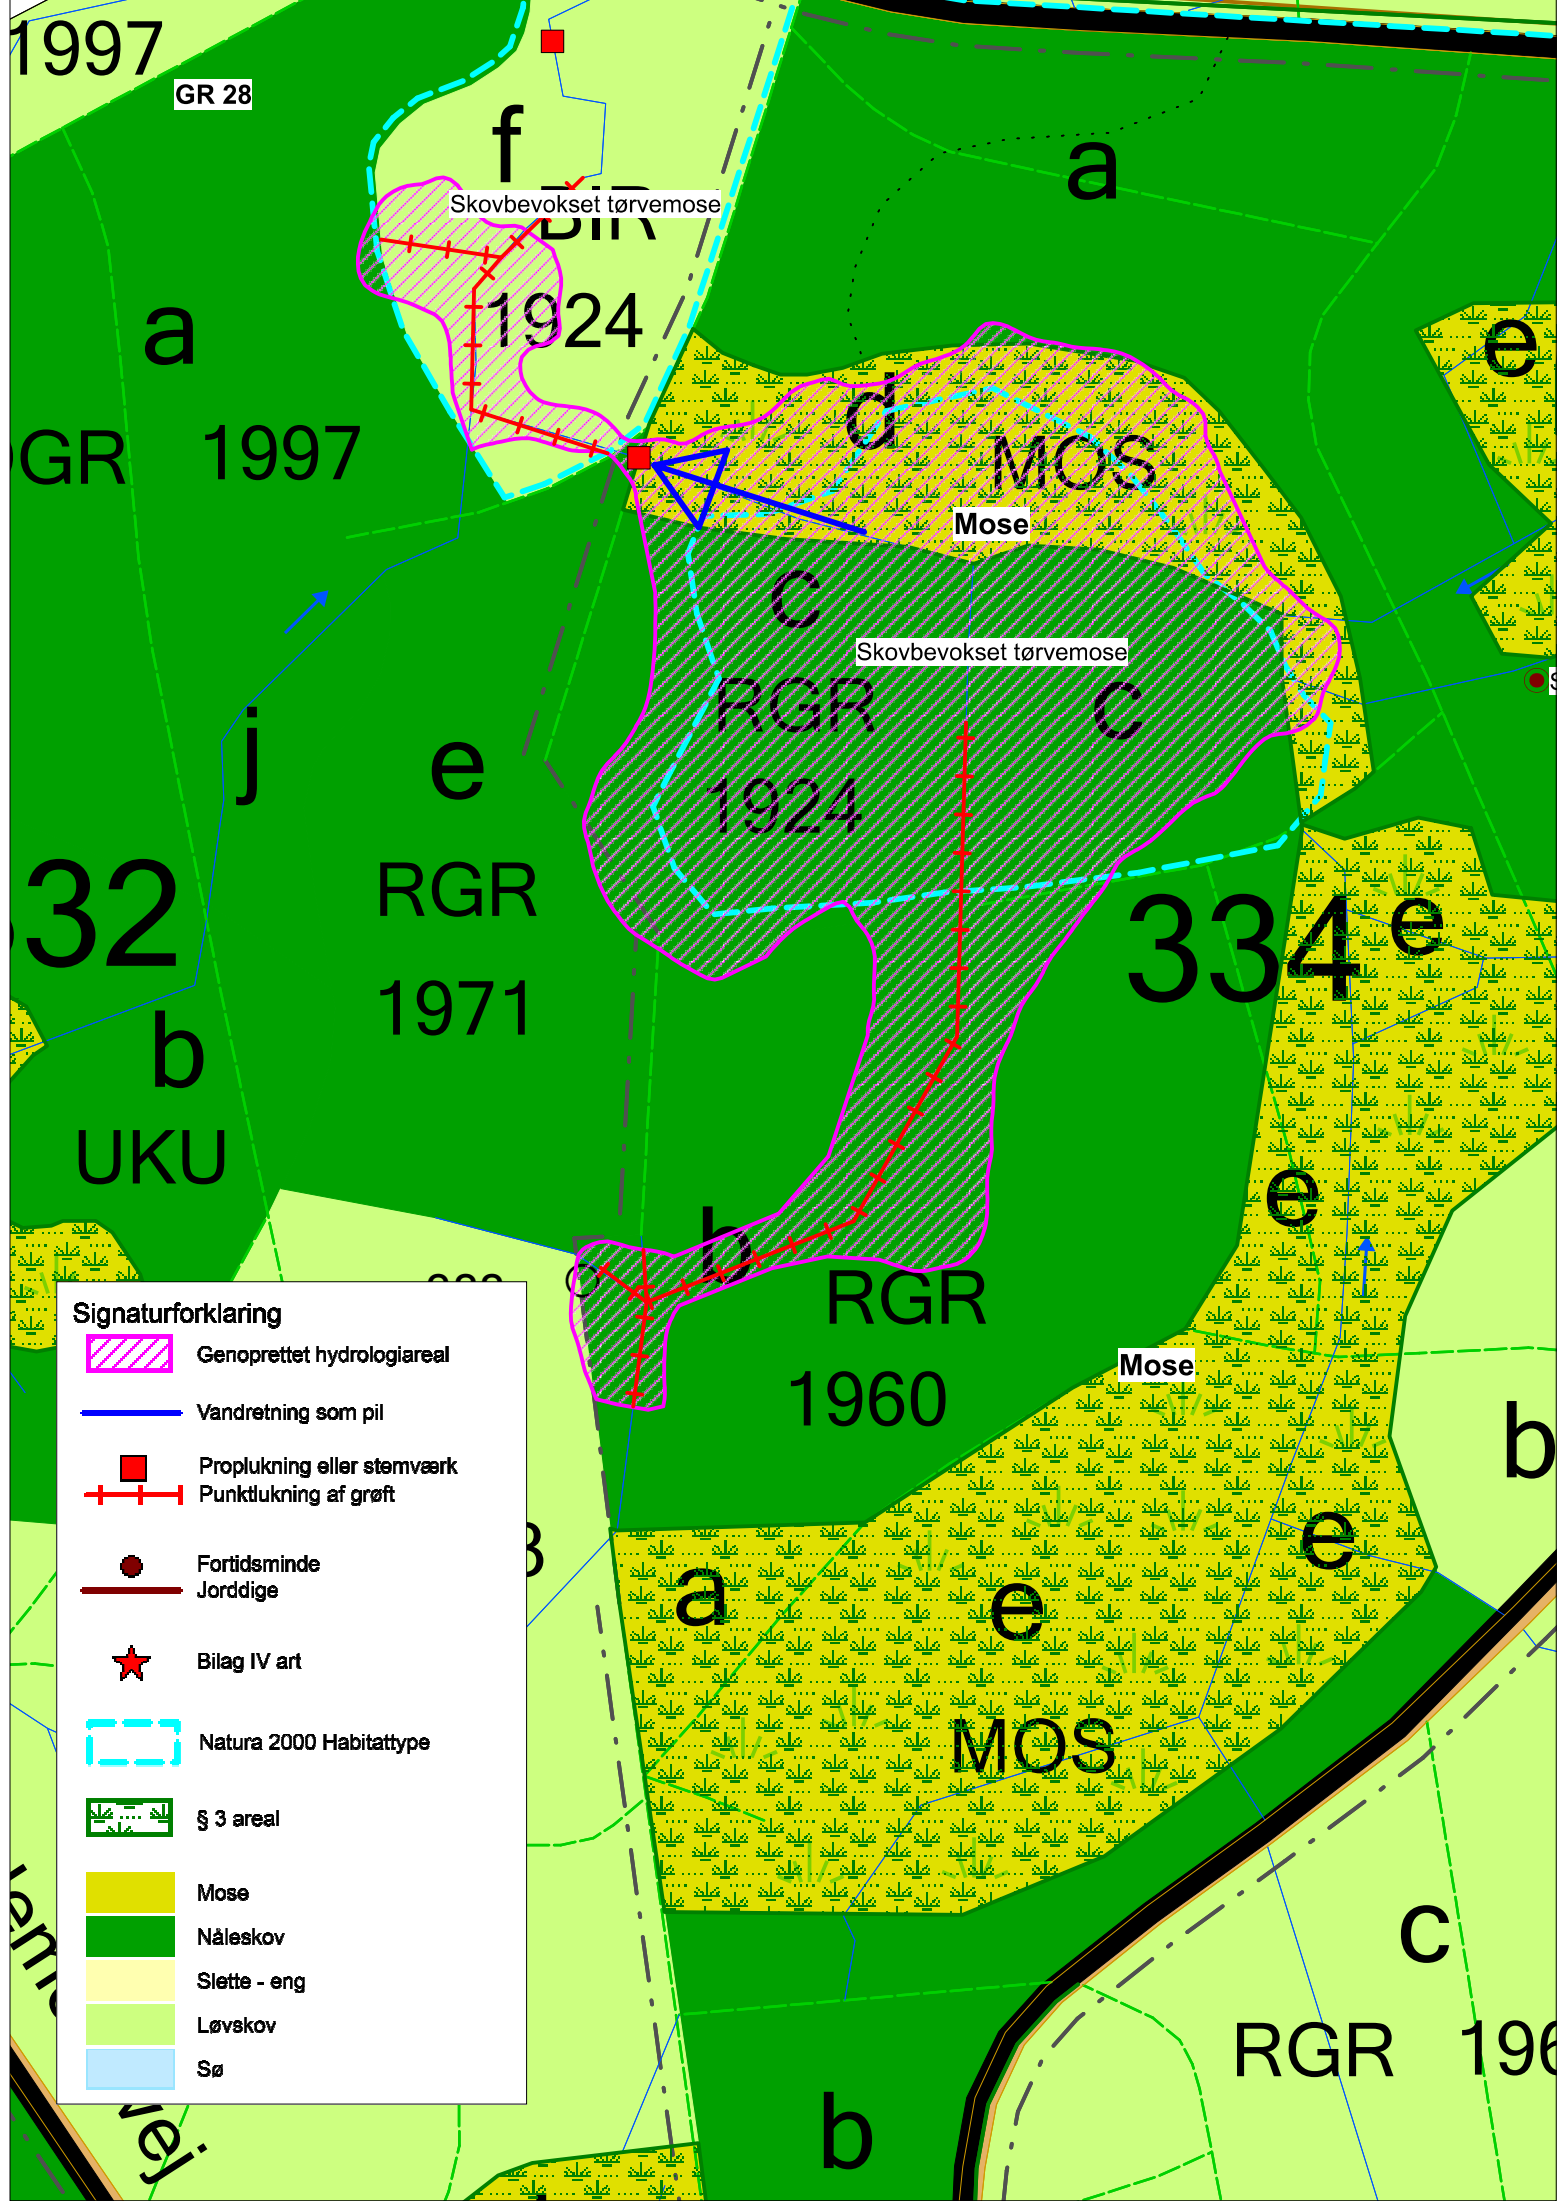 1997
GR 28
f
a
Skovbevokset tørvemose
BIR
1924
a
e
d
MOS
1997
Mose
c
Skovbevokset tørvemose
RGR
c
j
e
1924
RGR
334
e
1971
b
UKU
e
b
RGR
Mose
1960
b
e
a
e
MOS
c
RGR
b
Signaturforklaring
Genoprettet hydrologiareal
Vandretning som pil
Proplukning eller stemværk
Punktlukning af grøft
Fortidsminde
Jorddige
Bilag IV art
Natura 2000 Habitattype
§ 3 areal
Mose
Nåleskov
Slette - eng
Løvskov
Sø
vej